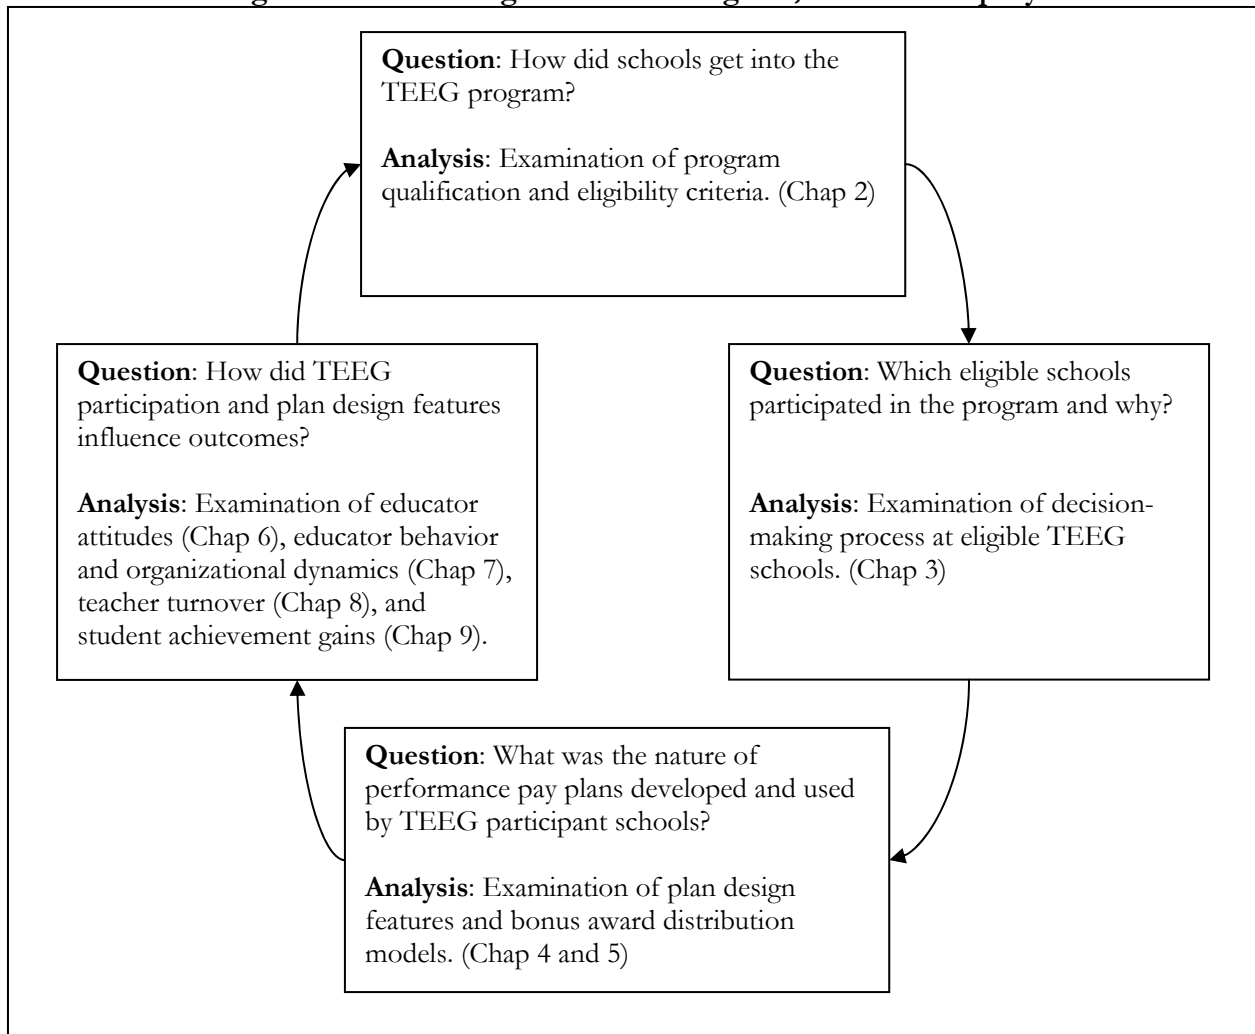 Question: How did schools get into the
TEEG program?
Analysis: Examination of program
qualification and eligibility criteria. (Chap 2)
Question: Which eligible schools
participated in the program and why?
Analysis: Examination of decision-
making process at eligible TEEG
schools. (Chap 3)
Question: What was the nature of
performance pay plans developed and used
by TEEG participant schools?
Analysis: Examination of plan design
features and bonus award distribution
models. (Chap 4 and 5)
Question: How did TEEG
participation and plan design features
influence outcomes?
Analysis: Examination of educator
attitudes (Chap 6), educator behavior
and organizational dynamics (Chap 7),
teacher turnover (Chap 8), and
student achievement gains (Chap 9).